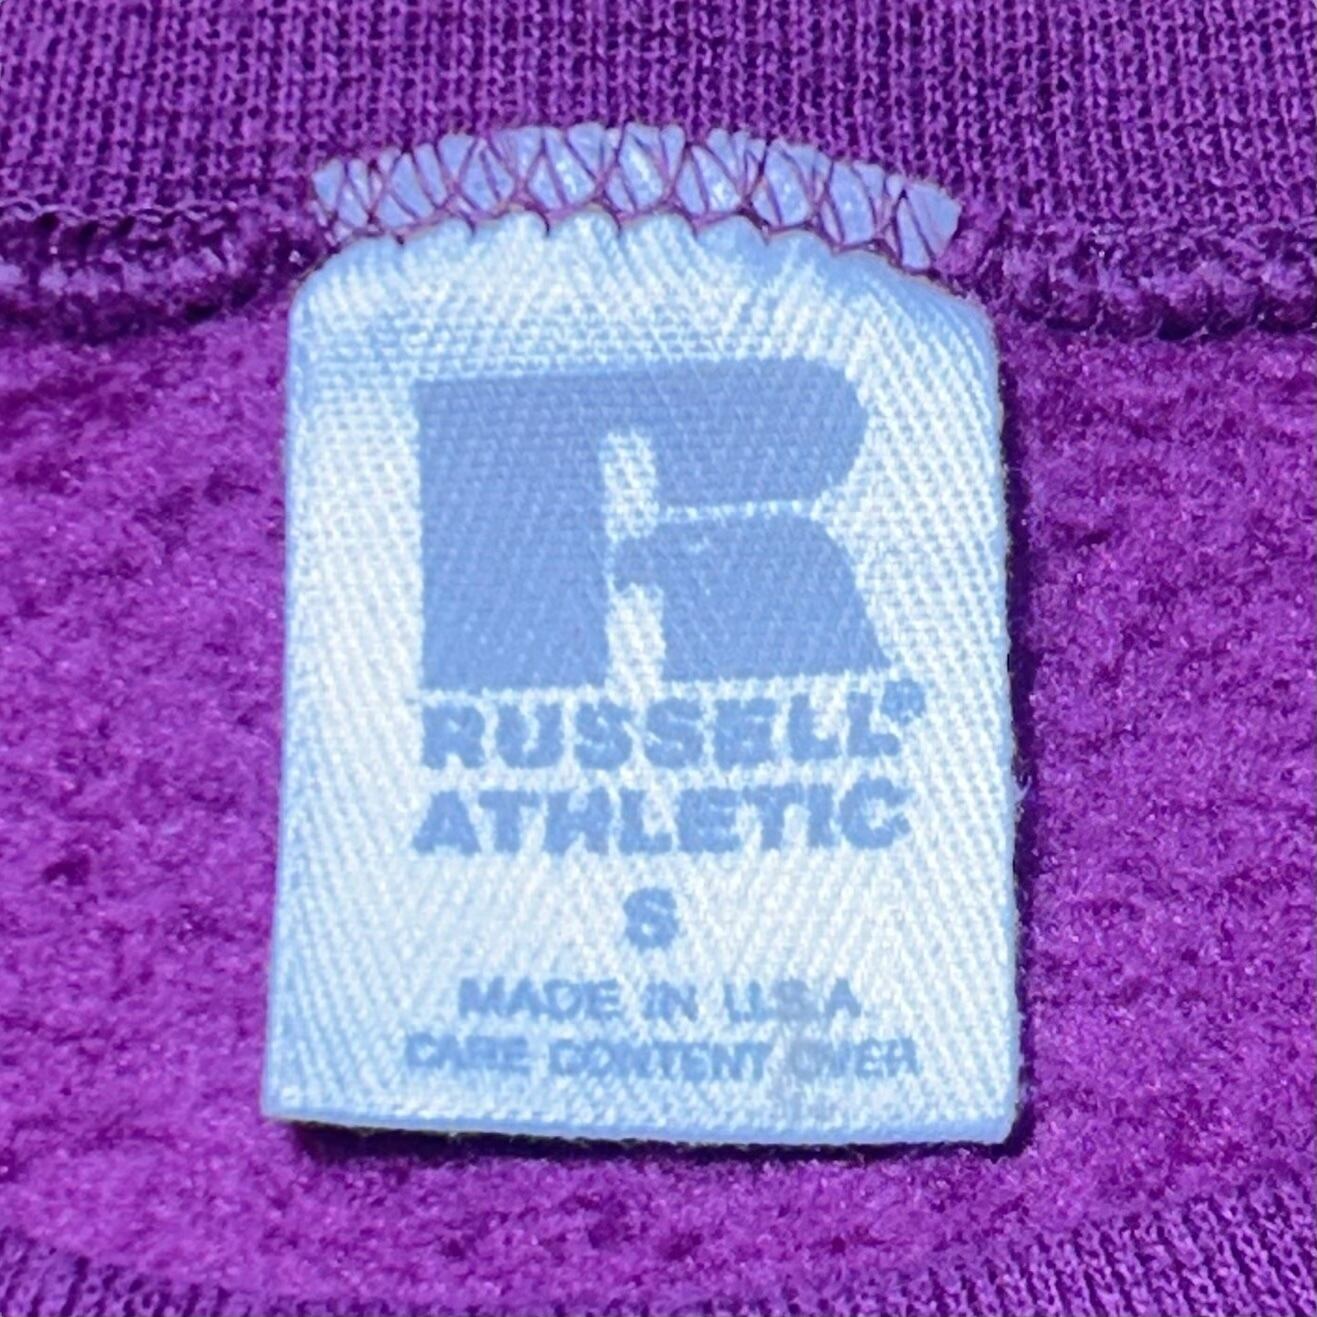 R
RUSSELL®
ATHLETIC
S
MADE IN U.S.A
CARE CONTENT OVER